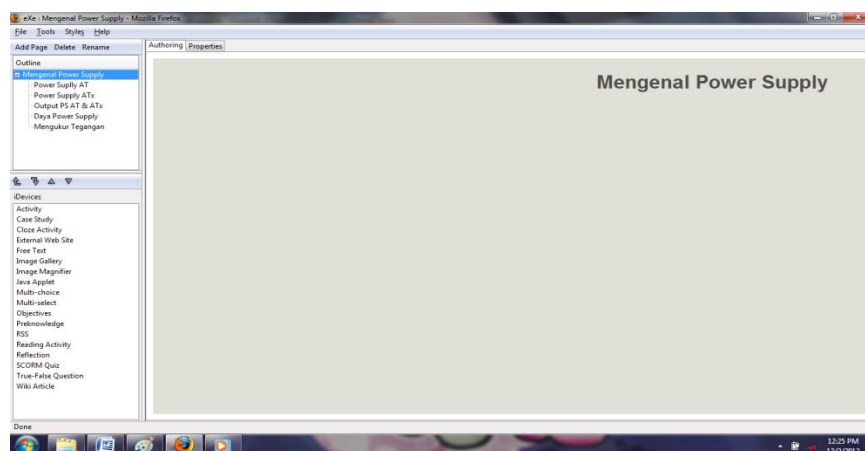 eXe : Mengenal Power Supply - Mozilla Firefox
File Tools Styles Help
Add Page Delete Rename
Authoring Properties
Outline
Mengenal Power Supply
Power Suplly AT
Power Supply ATx
Output PS AT & ATx
Daya Power Supply
Mengukur Tegangan
Mengenal Power Supply
iDevices
Activity
Case Study
Cloze Activity
External Web Site
Free Text
Image Gallery
Image Magnifier
Java Applet
Multi-choice
Multi-select
Objectives
Preknowledge
RSS
Reading Activity
Reflection
SCORM Quiz
True-False Question
Wiki Article
Done
12:25 PM